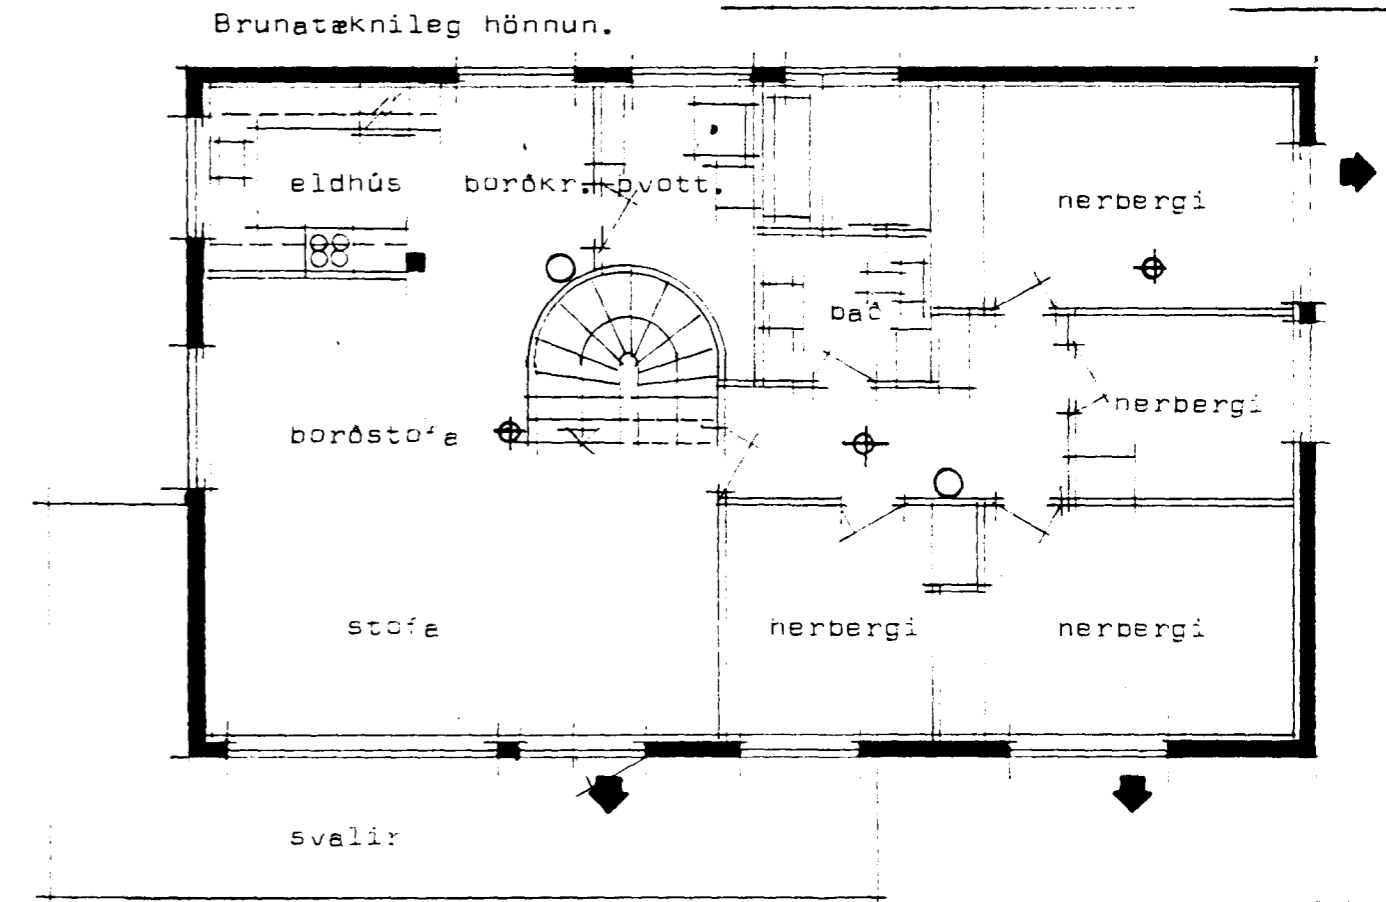 Brunatæknileg hönnun.
eldhús
borðkr.
þvott.
herbergi
bað
herbergi
borðstofa
stofa
herbergi
herbergi
svalir